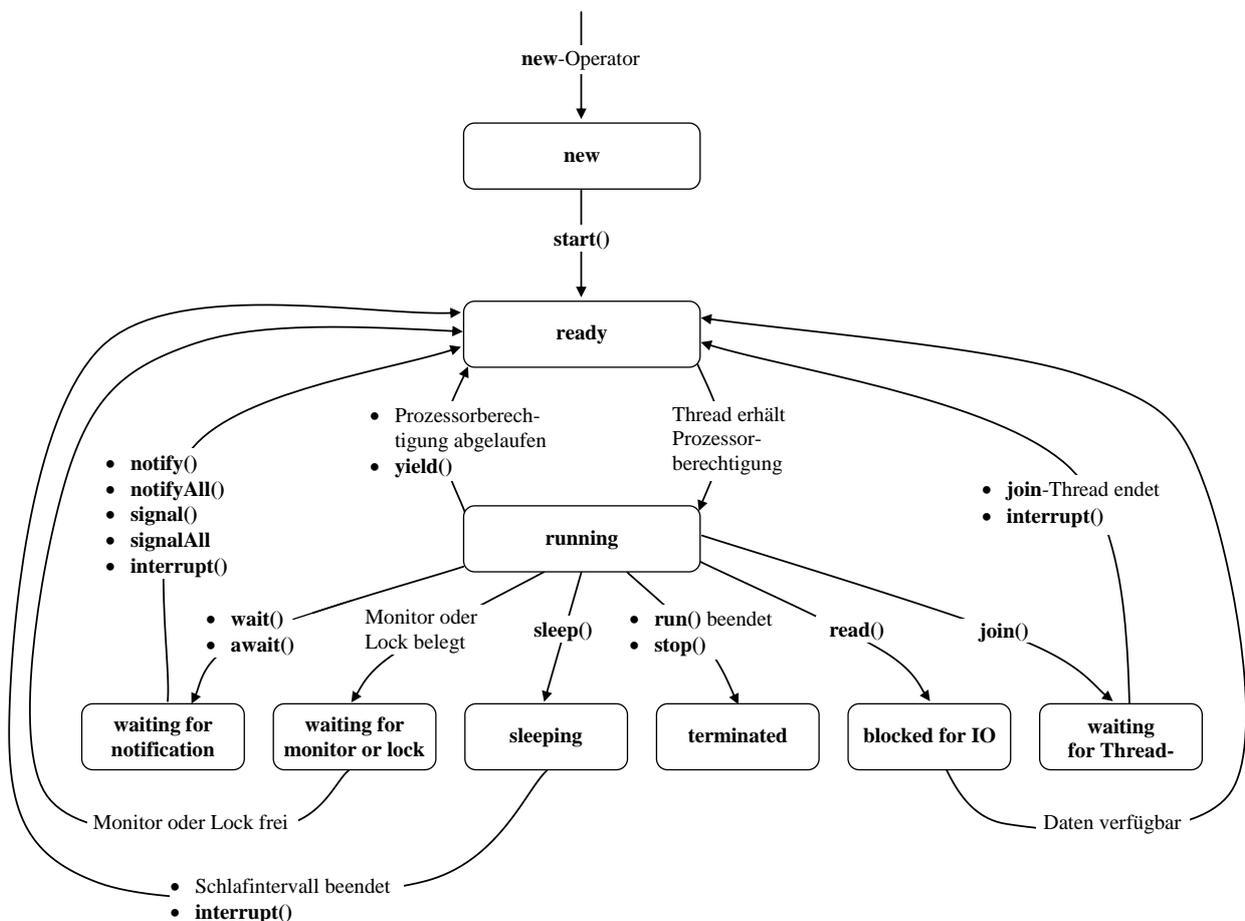 new-Operator
new
start()
ready
• Prozessorberech-
tigung abgelaufen
• yield()
Thread erhält
Prozessor-
berechtigung
• notify()
• notifyAll()
• signal()
• signalAll
• interrupt()
• join-Thread endet
• interrupt()
running
• wait()
• await()
Monitor oder
Lock belegt
sleep()
• run() beendet
• stop()
read()
join()
waiting for
notification
waiting for
monitor or lock
sleeping
terminated
blocked for IO
waiting
for Thread-
Monitor oder Lock frei
Daten verfügbar
• Schlafintervall beendet
• interrupt()